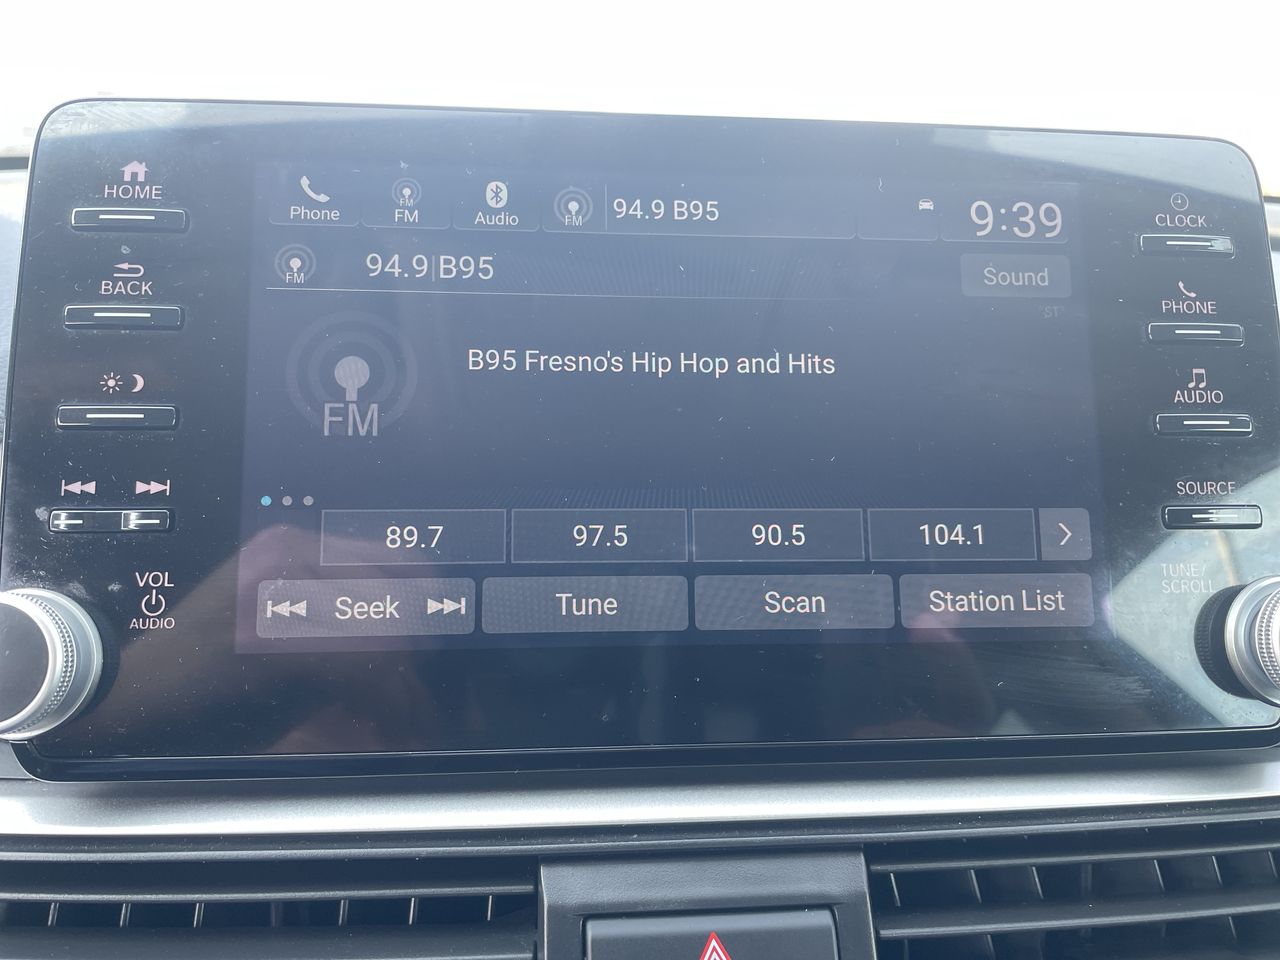 HOME
BACK
VOL
AUDIO
Phone
FM
FM
Audio
FM
94.9 B95
9:39
FM
94.9 B95
Sound
"ST"
FM
B95 Fresno's Hip Hop and Hits
89.7
97.5
90.5
104.1
Seek
Tune
Scan
Station List
CLOCK
PHONE
AUDIO
SOURCE
TUNE/
SCROLL